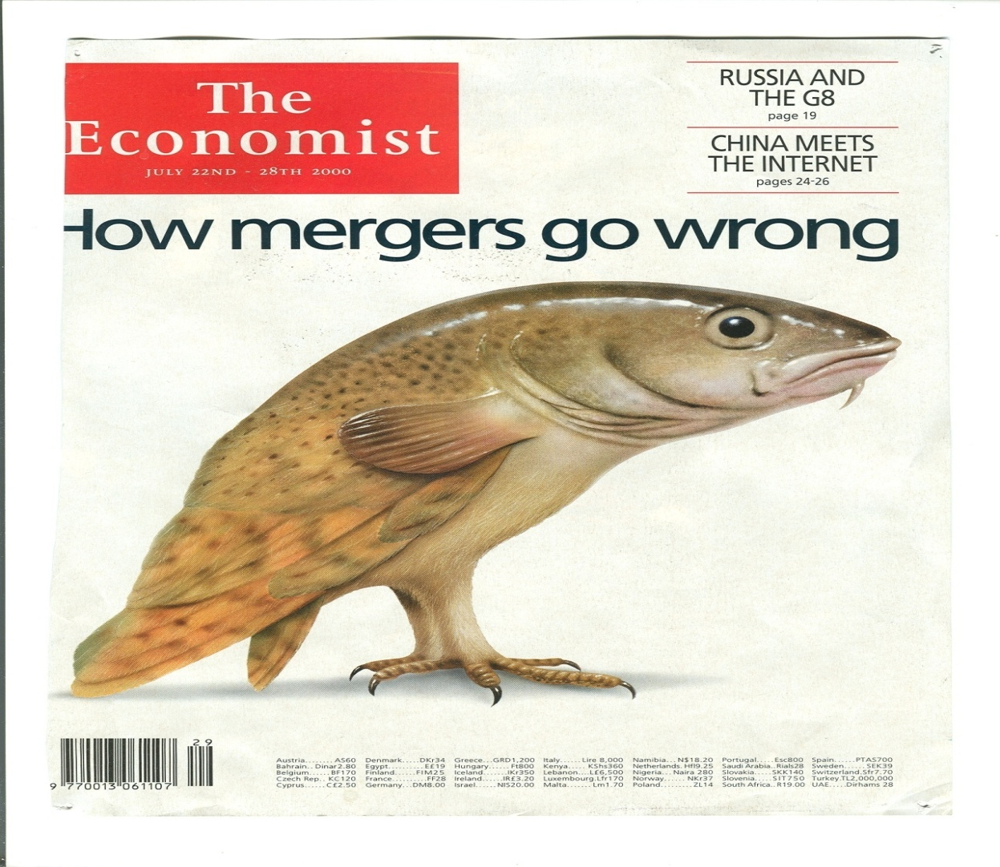 The
Economist
JULY 22ND - 28TH 2000
RUSSIA AND
THE G8
page 19
CHINA MEETS
THE INTERNET
pages 24-26
How mergers go wrong
29
9 770013 061107
Austria........AS60
Bahrain...Dinar2.80
Belgium......BF170
Czech Rep..KC120
Cyprus.....C£2.50
Denmark.....DKr34
Egypt..........E£19
Finland......FIM25
France..........FF28
Germany...DM8.00
Greece...GRD1,200
Hungary......Ft800
Iceland......IKr350
Ireland......IR£3.20
Israel......NIS20.00
Italy......Lire 8,000
Kenya.....KShs360
Lebanon...L£6,500
Luxembourg.Lfr170
Malta......Lm1.70
Namibia...N$18.20
Netherlands.Hfl9.25
Nigeria...Naira 280
Norway.......NKr37
Poland.........ZL14
Portugal.....Esc800
Saudi Arabia..Rials28
Slovakia.....SKK140
Slovenia.....SIT750
South Africa..R19.00
Spain......PTAS700
Sweden......SEK39
Switzerland.Sfr7.70
Turkey.TL2,000,000
UAE.....Dirhams 28